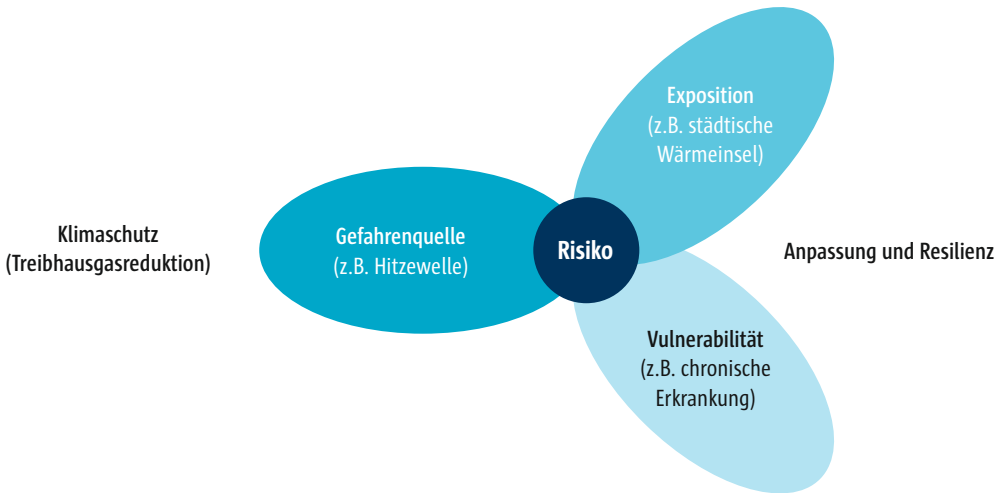 Klimaschutz
(Treibhausgasreduktion)
Gefahrenquelle
(z.B. Hitzewelle)
Risiko
Exposition
(z.B. städtische
Wärmeinsel)
Vulnerabilität
(z.B. chronische
Erkrankung)
Anpassung und Resilienz